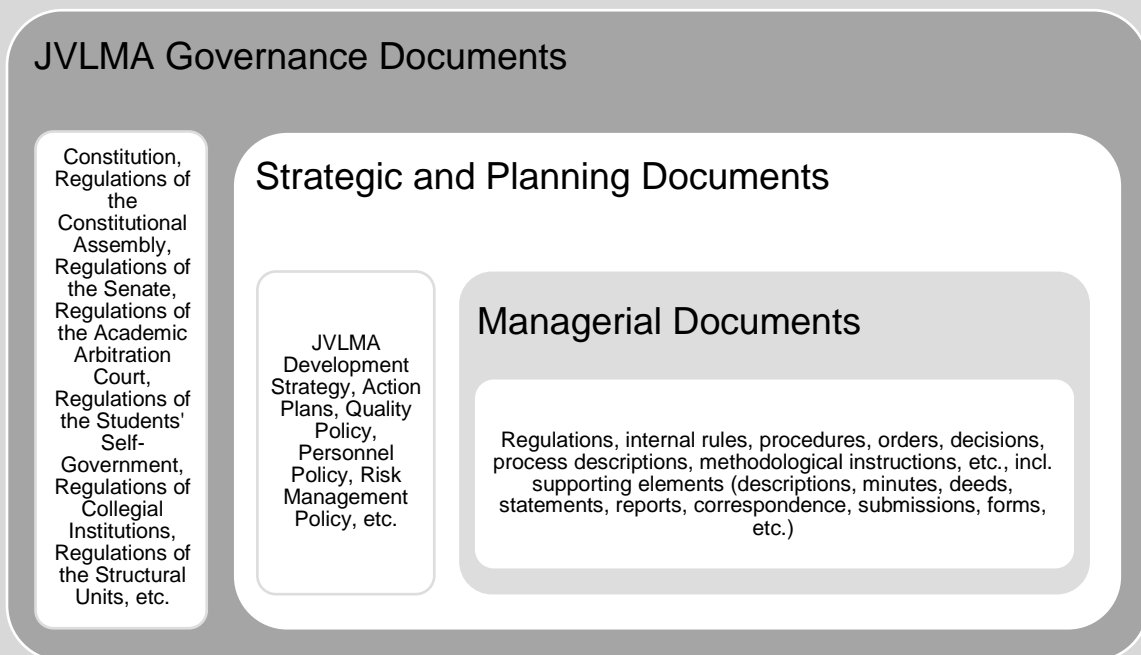 JVLMA Governance Documents
Constitution,
Regulations of
the
Constitutional
Assembly,
Regulations of
the Senate,
Regulations of
the Academic
Arbitration
Court,
Regulations of
the Students'
Self-
Government,
Regulations of
Collegial
Institutions,
Regulations of
the Structural
Units, etc.
Strategic and Planning Documents
JVLMA
Development
Strategy, Action
Plans, Quality
Policy,
Personnel
Policy, Risk
Management
Policy, etc.
Managerial Documents
Regulations, internal rules, procedures, orders, decisions,
process descriptions, methodological instructions, etc., incl.
supporting elements (descriptions, minutes, deeds,
statements, reports, correspondence, submissions, forms,
etc.)